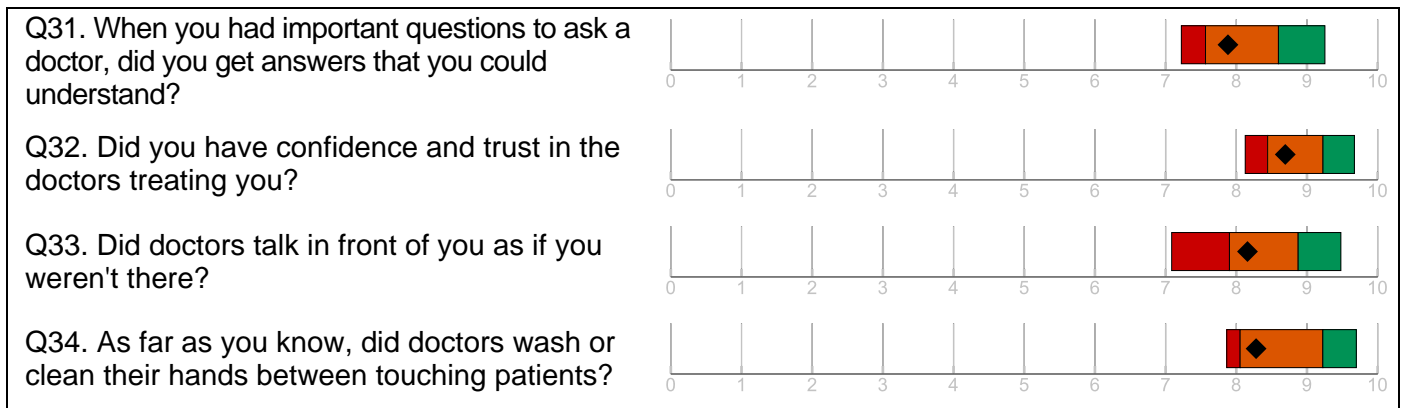 Q31. When you had important questions to ask a
doctor, did you get answers that you could
understand?
0 1 2 3 4 5 6 7 8 9 10
Q32. Did you have confidence and trust in the
doctors treating you?
0 1 2 3 4 5 6 7 8 9 10
Q33. Did doctors talk in front of you as if you
weren't there?
0 1 2 3 4 5 6 7 8 9 10
Q34. As far as you know, did doctors wash or
clean their hands between touching patients?
0 1 2 3 4 5 6 7 8 9 10